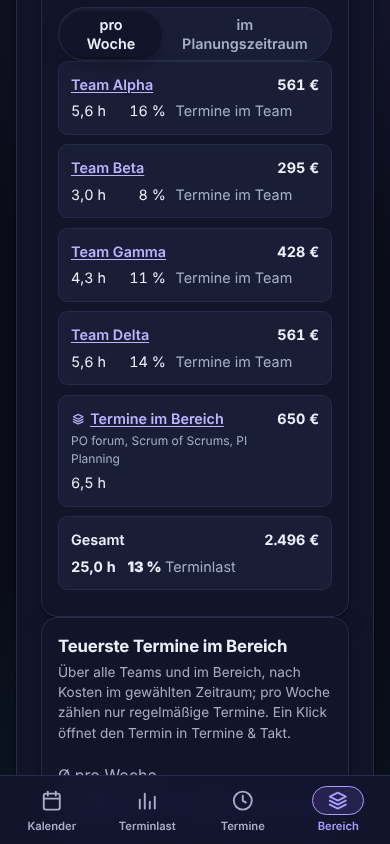 pro
Woche
im
Planungszeitraum
Team Alpha 561 €
5,6 h 16 % Termine im Team
Team Beta 295 €
3,0 h 8 % Termine im Team
Team Gamma 428 €
4,3 h 11 % Termine im Team
Team Delta 561 €
5,6 h 14 % Termine im Team
Termine im Bereich 650 €
PO forum, Scrum of Scrums, PI
Planning
6,5 h
Gesamt 2.496 €
25,0 h 13 % Terminlast
Teuerste Termine im Bereich
Über alle Teams und im Bereich, nach
Kosten im gewählten Zeitraum; pro Woche
zählen nur regelmäßige Termine. Ein Klick
öffnet den Termin in Termine & Takt.
Ø pro Woche
Kalender Terminlast Termine Bereich